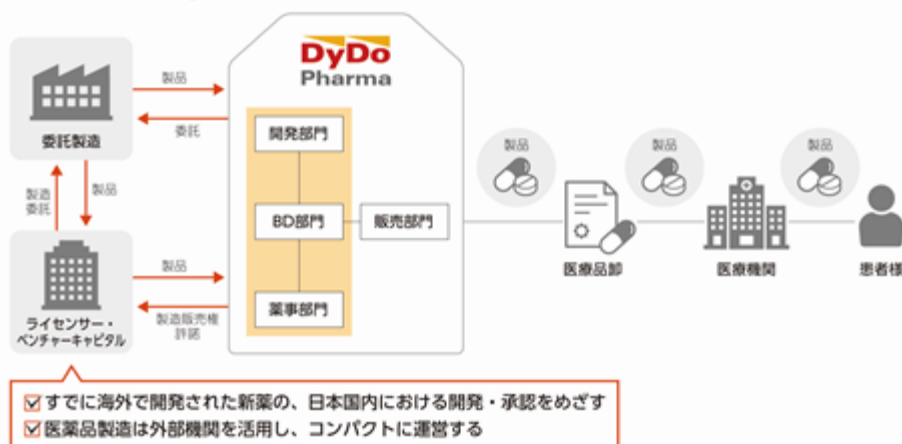 DyDo
Pharma
製品
委託
委託製造
製造
委託
製品
開発部門
BD部門
販売部門
薬事部門
製品
製品
製品
医療品卸
医療機関
患者様
製品
製造販売権
許諾
ライセンサー・
ベンチャーキャピタル
すでに海外で開発された新薬の、日本国内における開発・承認をめざす
医薬品製造は外部機関を活用し、コンパクトに運営する